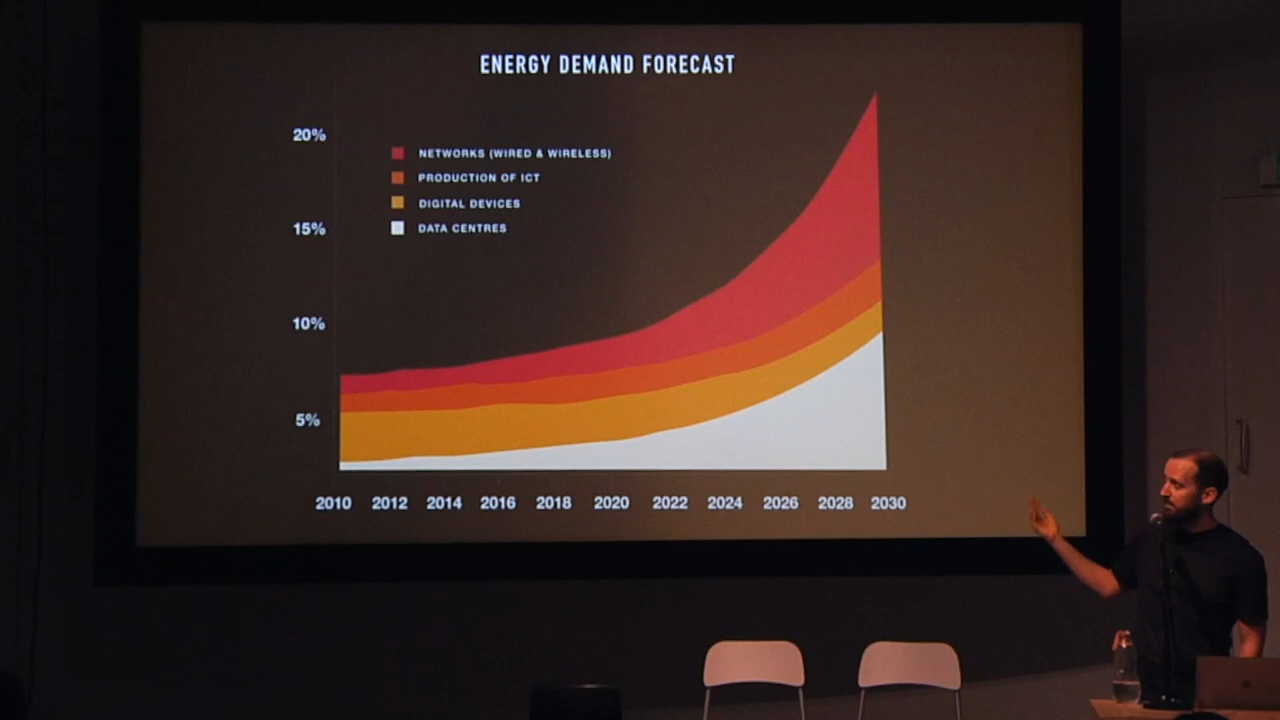 ENERGY DEMAND FORECAST
20%
NETWORKS (WIRED & WIRELESS)
PRODUCTION OF ICT
DIGITAL DEVICES
15%
DATA CENTRES
10%
5%
2010 2012 2014 2016 2018 2020 2022 2024 2026 2028 2030